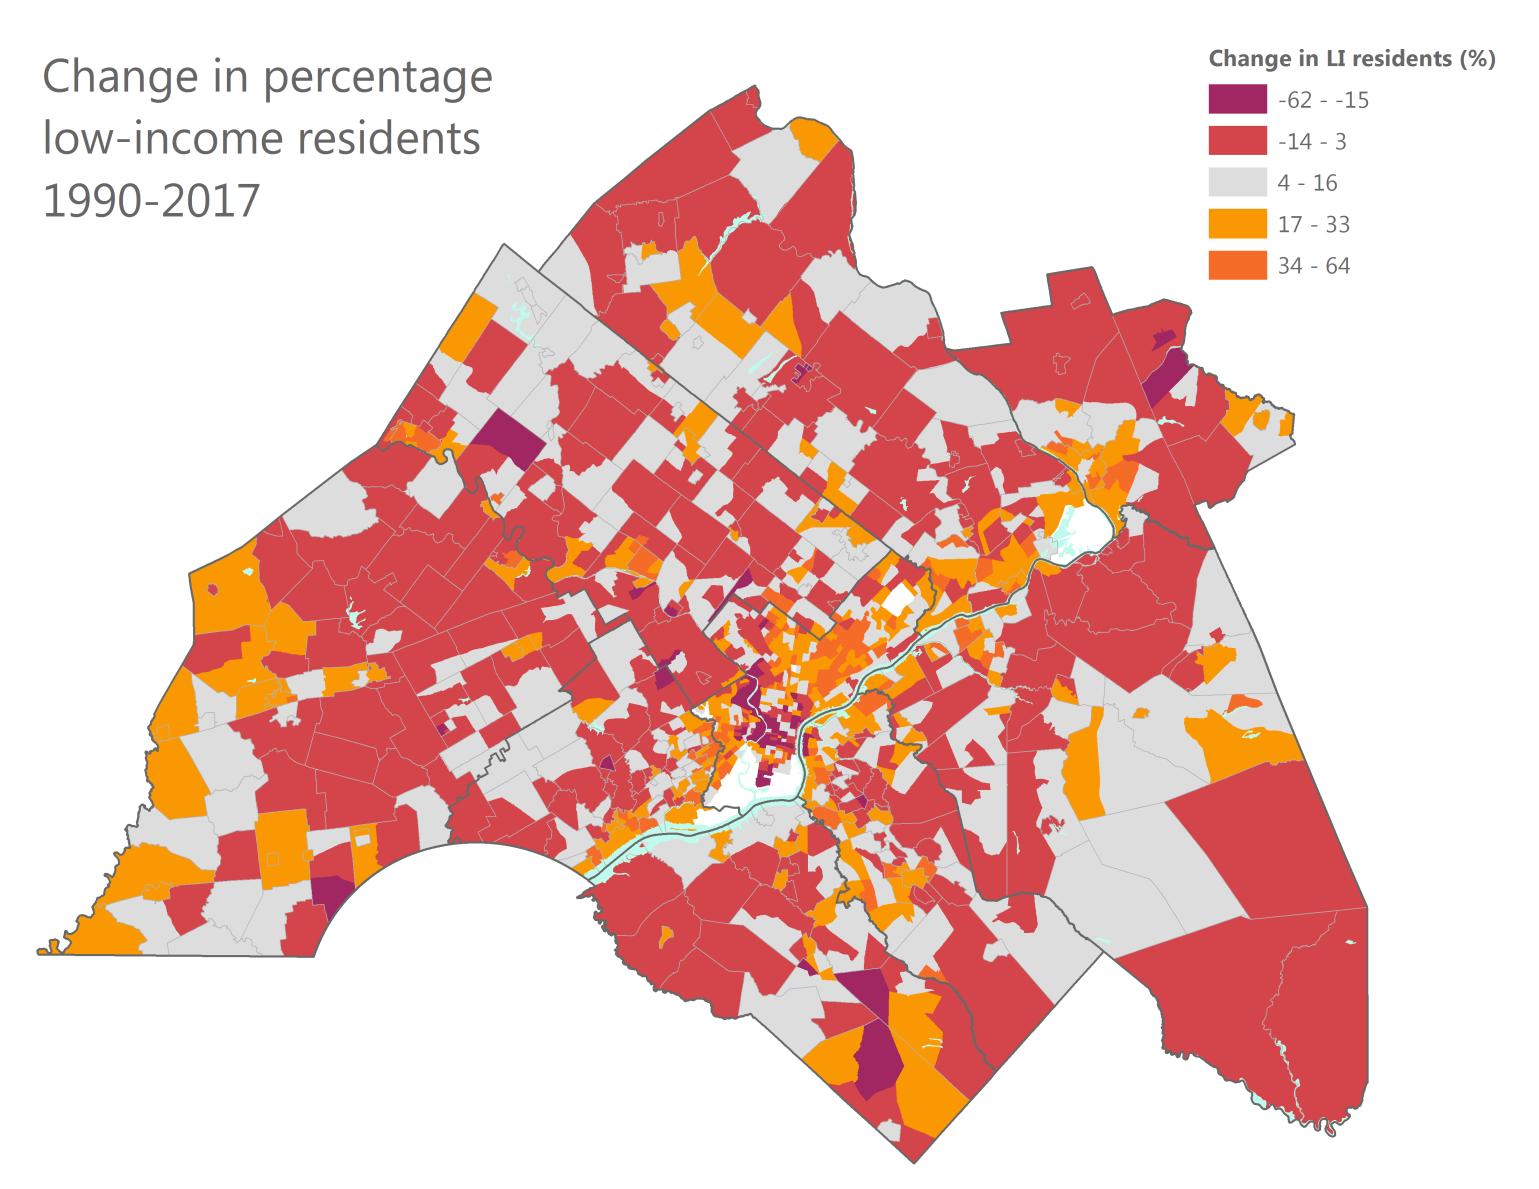 Change in percentage
low-income residents
1990-2017
Change in LI residents (%)
-62 - -15
-14 - 3
4 - 16
17 - 33
34 - 64